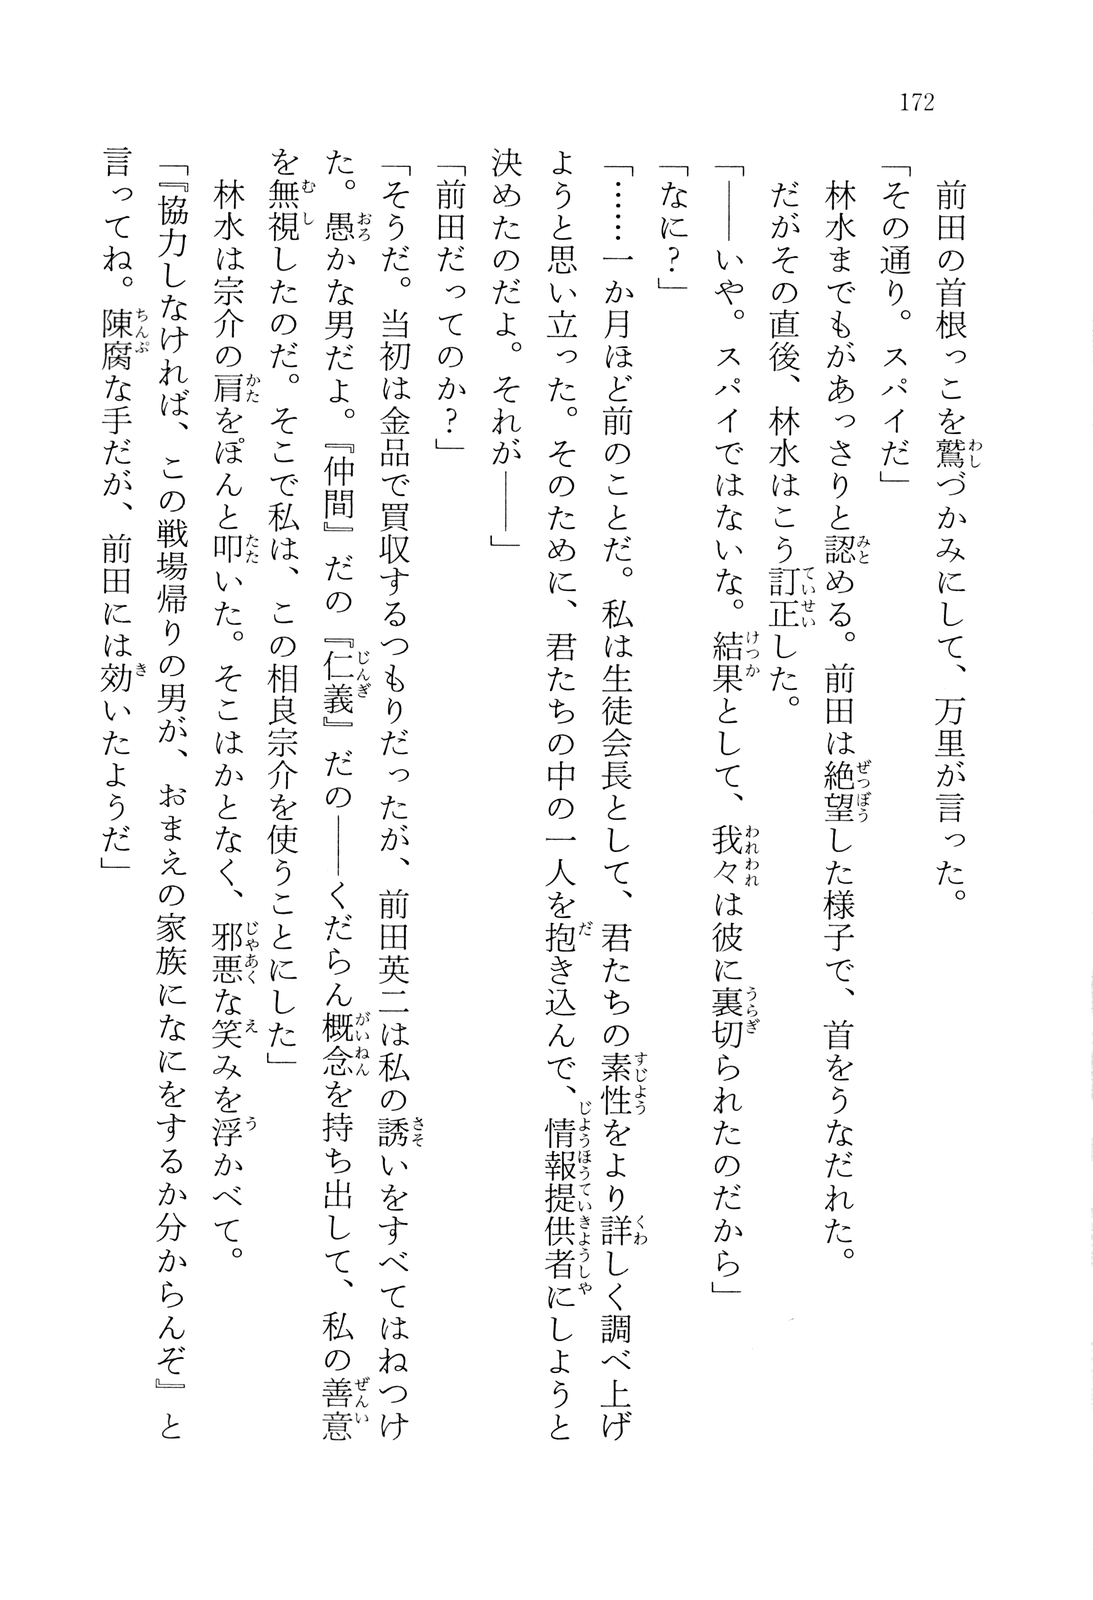 172
　前田の首根っこを鷲づかみにして、万里が言った。
「その通り。スパイだ」
　林水までもがあっさりと認める。前田は絶望した様子で、首をうなだれた。
　だがその直後、林水はこう訂正した。
「――いや。スパイではないな。結果として、我々は彼に裏切られたのだから」
「なに？」
「……一か月ほど前のことだ。私は生徒会長として、君たちの素性をより詳しく調べ上げ
ようと思い立った。そのために、君たちの中の一人を抱き込んで、情報提供者にしようと
決めたのだよ。それが――」
「前田だってのか？」
「そうだ。当初は金品で買収するつもりだったが、前田英二は私の誘いをすべてはねつけ
た。愚かな男だよ。『仲間』だの『仁義』だの――くだらん概念を持ち出して、私の善意
を無視したのだ。そこで私は、この相良宗介を使うことにした」
　林水は宗介の肩をぽんと叩いた。そこはかとなく、邪悪な笑みを浮かべて。
「『協力しなければ、この戦場帰りの男が、おまえの家族になにをするか分からんぞ』と
言ってね。陳腐な手だが、前田には効いたようだ」